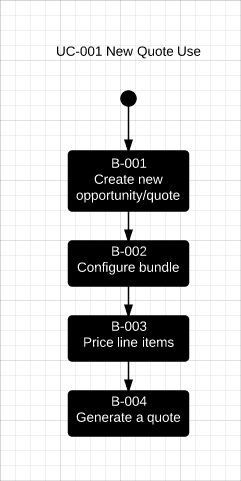 UC-001 New Quote Use
B-001
Create new
opportunity/quote
B-002
Configure bundle
B-003
Price line items
B-004
Generate a quote